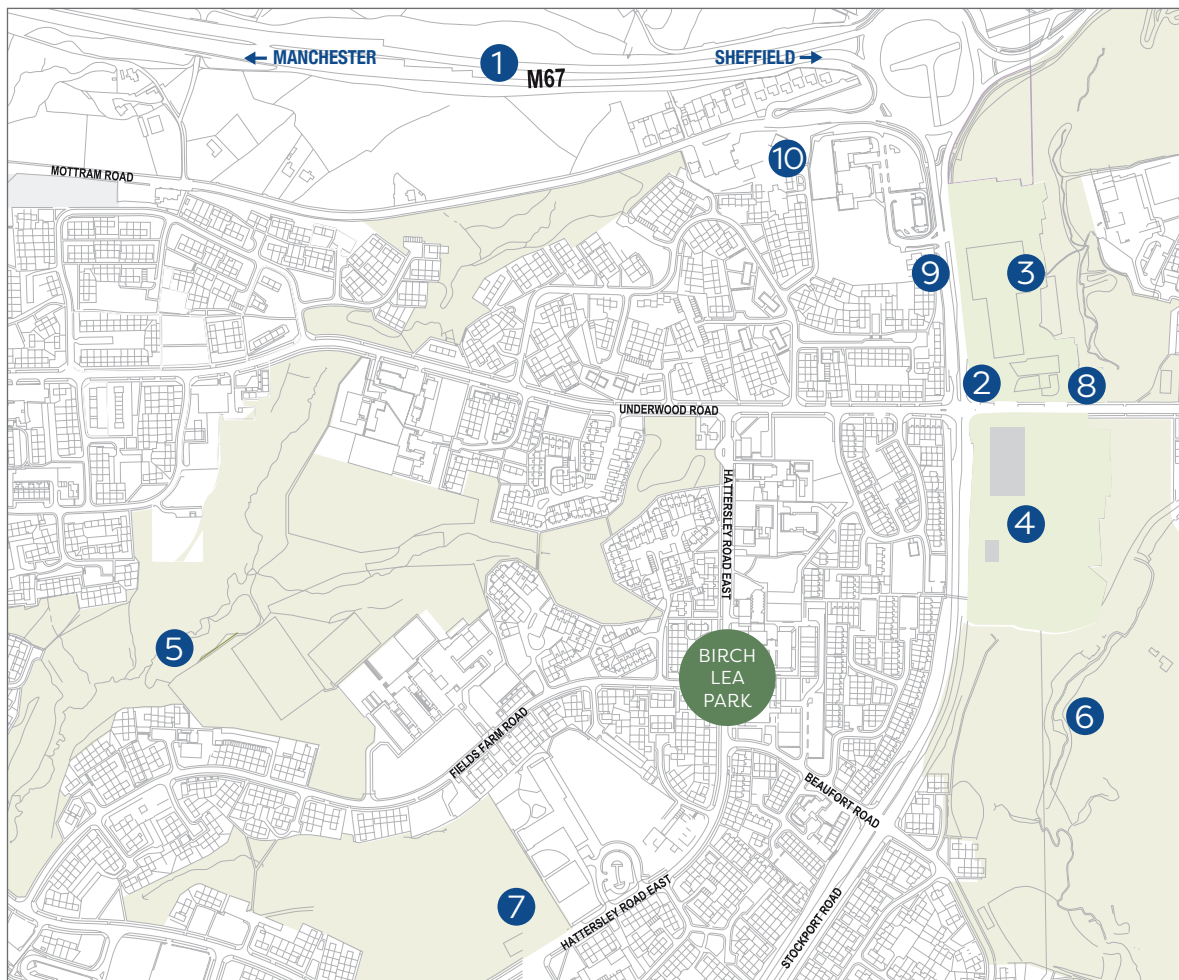 ← MANCHESTER
1
SHEFFIELD →
M67
10
MOTTRAM ROAD
9
3
2
8
UNDERWOOD ROAD
HATTERSLEY ROAD EAST
4
5
BIRCH
LEA
PARK
6
FIELDS FARM ROAD
BEAUFORT ROAD
7
HATTERSLEY ROAD EAST
STOCKPORT ROAD